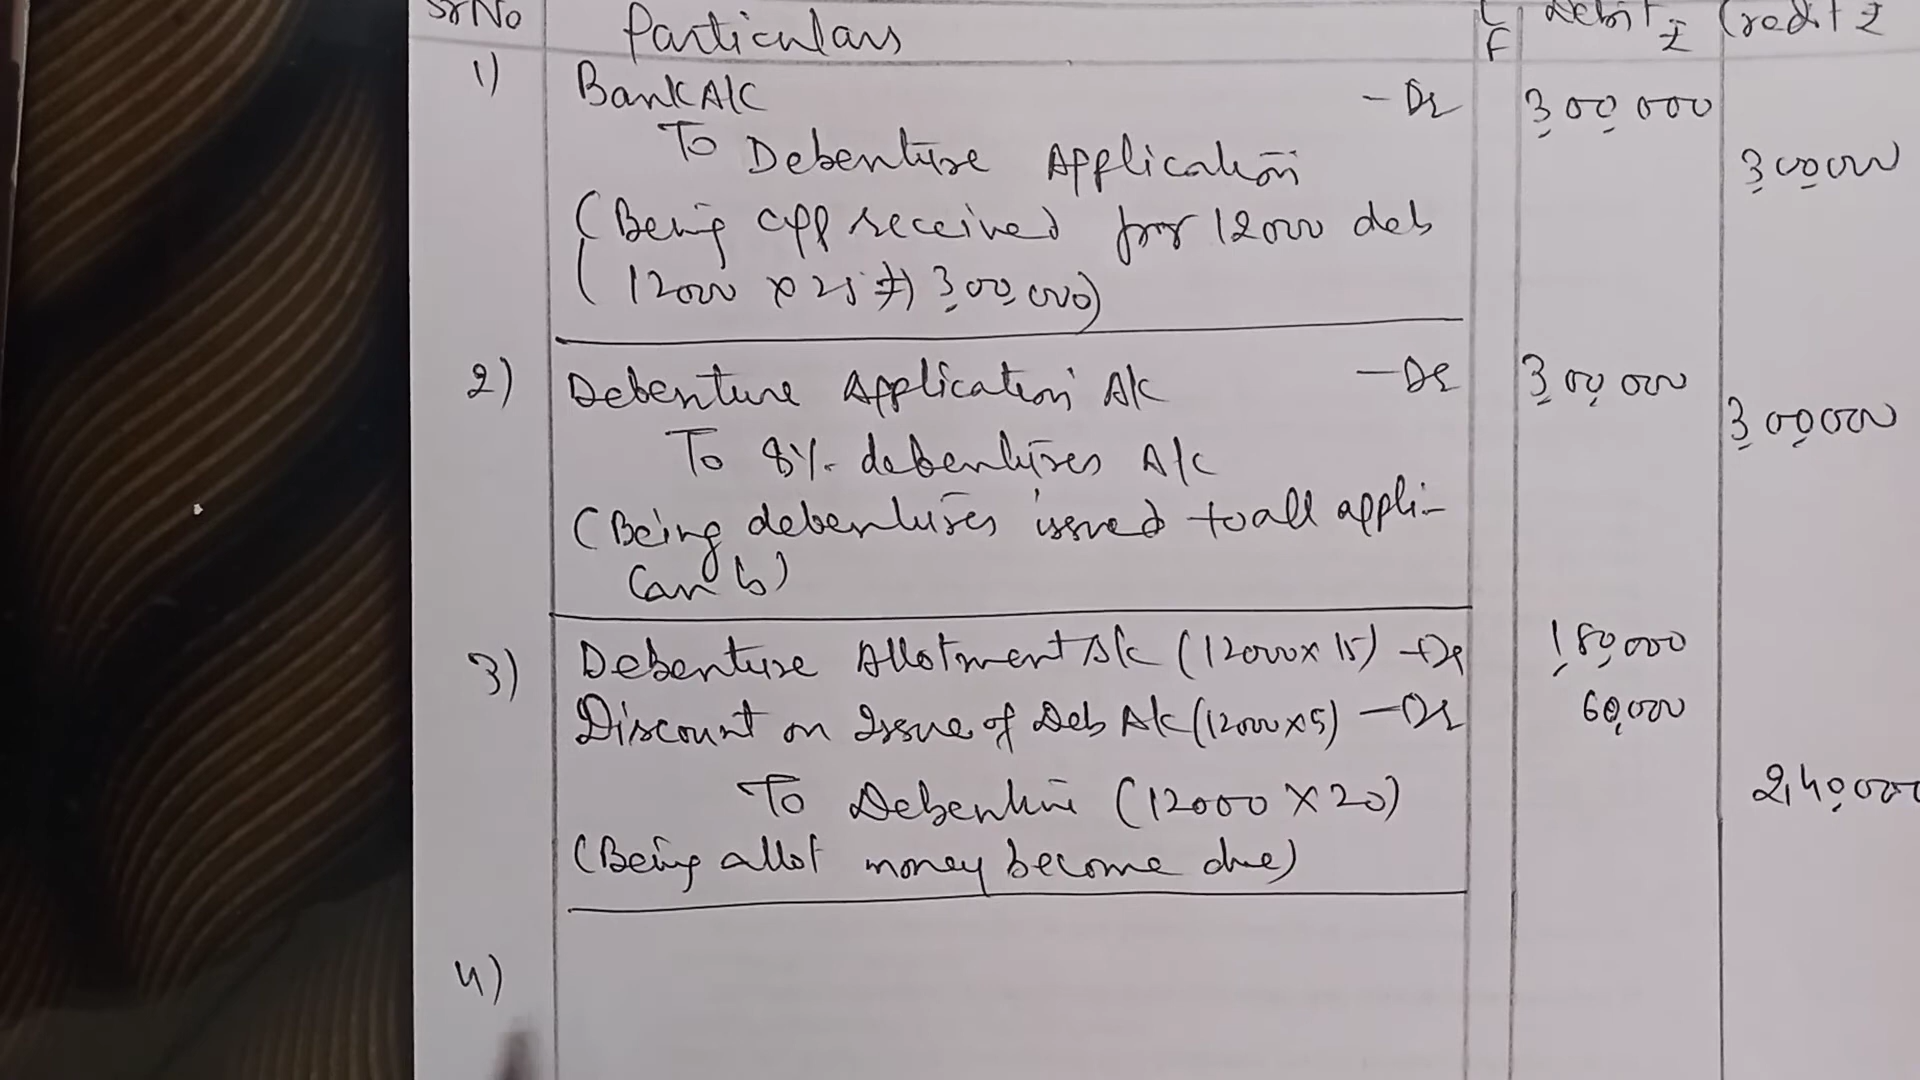 Sr No Particulars L F Debit ₹ Credit ₹
1) Bank A/c - Dr 3,00,000
To Debenture Application 3,00,000
(Being app received for 12000 deb
(12000 x 25 ₹) 3,00,000)
2) Debenture Application A/c - Dr 3,00,000
To 8% debentures A/c 3,00,000
(Being debentures issued to all appli-
cants)
3) Debenture Allotment A/c (12000 x 15) - Dr 1,80,000
Discount on Issue of Deb A/c (12000 x 5) - Dr 60,000
To Debenture (12000 x 20) 2,40,000
(Being allot money become due)
4)